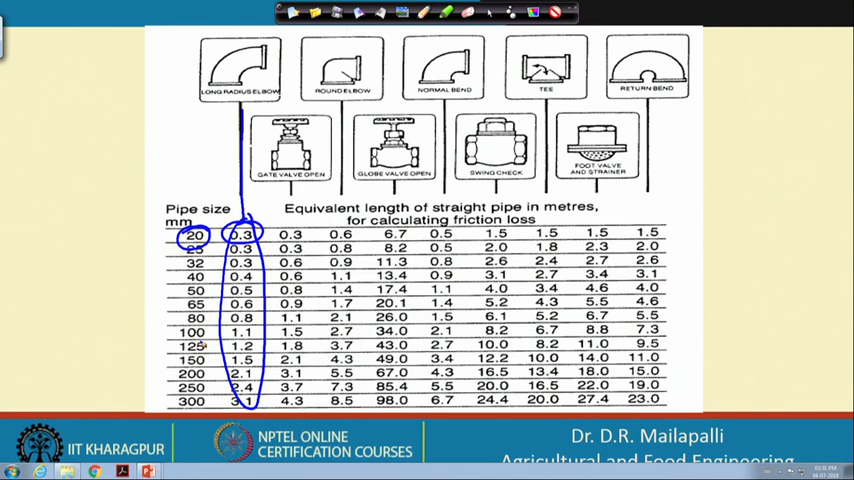 LONG RADIUS ELBOW
ROUND ELBOW
NORMAL BEND
TEE
RETURN BEND
GATE VALVE OPEN
GLOBE VALVE OPEN
SWING CHECK
FOOT VALVE
AND STRAINER
Pipe size Equivalent length of straight pipe in metres,
mm for calculating friction loss
20 0.3 0.3 0.6 6.7 0.5 1.5 1.5 1.5 1.5
25 0.3 0.3 0.8 8.2 0.5 2.0 1.8 2.3 2.0
32 0.3 0.6 0.9 11.3 0.8 2.6 2.4 2.7 2.6
40 0.4 0.6 1.1 13.4 0.9 3.1 2.7 3.4 3.1
50 0.5 0.8 1.4 17.4 1.1 4.0 3.4 4.6 4.0
65 0.6 0.9 1.7 20.1 1.4 5.2 4.3 5.5 4.6
80 0.8 1.1 2.1 26.0 1.5 6.1 5.2 6.7 5.5
100 1.1 1.5 2.7 34.0 2.1 8.2 6.7 8.8 7.3
125 1.2 1.8 3.7 43.0 2.7 10.0 8.2 11.0 9.5
150 1.5 2.1 4.3 49.0 3.4 12.2 10.0 14.0 11.0
200 2.1 3.1 5.5 67.0 4.3 16.5 13.4 18.0 15.0
250 2.4 3.7 7.3 85.4 5.5 20.0 16.5 22.0 19.0
300 3.1 4.3 8.5 98.0 6.7 24.4 20.0 27.4 23.0
IIT KHARAGPUR
NPTEL ONLINE
CERTIFICATION COURSES
Dr. D.R. Mailapalli
Agricultural and Food Engineering